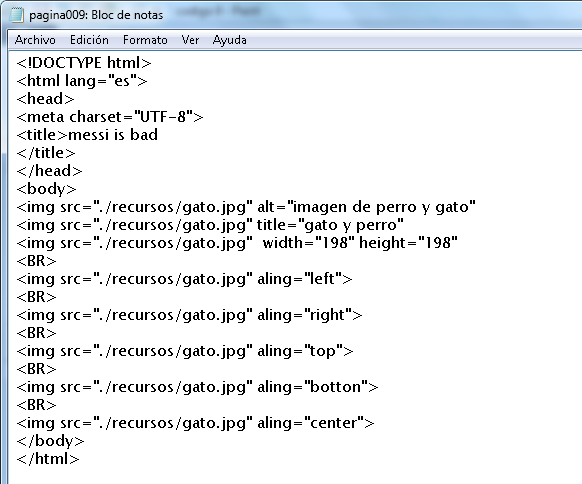 pagina009: Bloc de notas
Archivo Edición Formato Ver Ayuda
<!DOCTYPE html>
<html lang="es">
<head>
<meta charset="UTF-8">
<title>messi is bad
</title>
</head>
<body>
<img src="./recursos/gato.jpg" alt="imagen de perro y gato"
<img src="./recursos/gato.jpg" title="gato y perro"
<img src="./recursos/gato.jpg"  width="198" height="198"
<BR>
<img src="./recursos/gato.jpg" aling="left">
<BR>
<img src="./recursos/gato.jpg" aling="right">
<BR>
<img src="./recursos/gato.jpg" aling="top">
<BR>
<img src="./recursos/gato.jpg" aling="botton">
<BR>
<img src="./recursos/gato.jpg" aling="center">
</body>
</html>